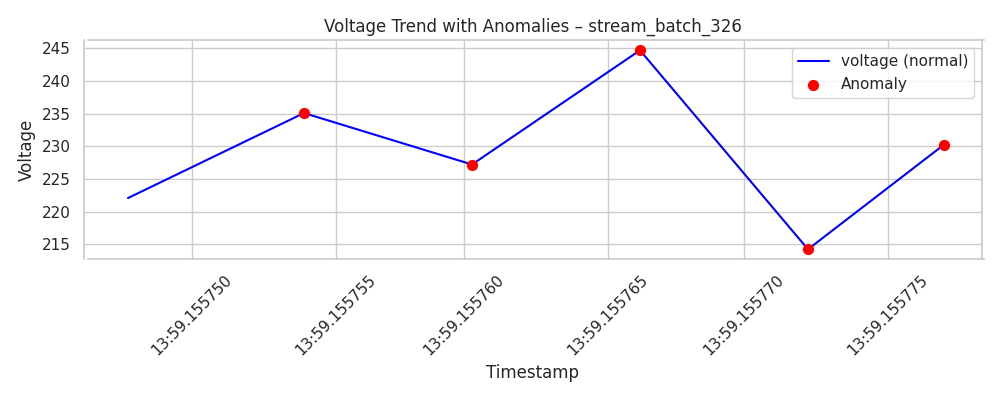 Voltage Trend with Anomalies – stream_batch_326
Voltage
245
240
235
230
225
220
215
voltage (normal)
Anomaly
13:59.155750
13:59.155755
13:59.155760
13:59.155765
13:59.155770
13:59.155775
Timestamp